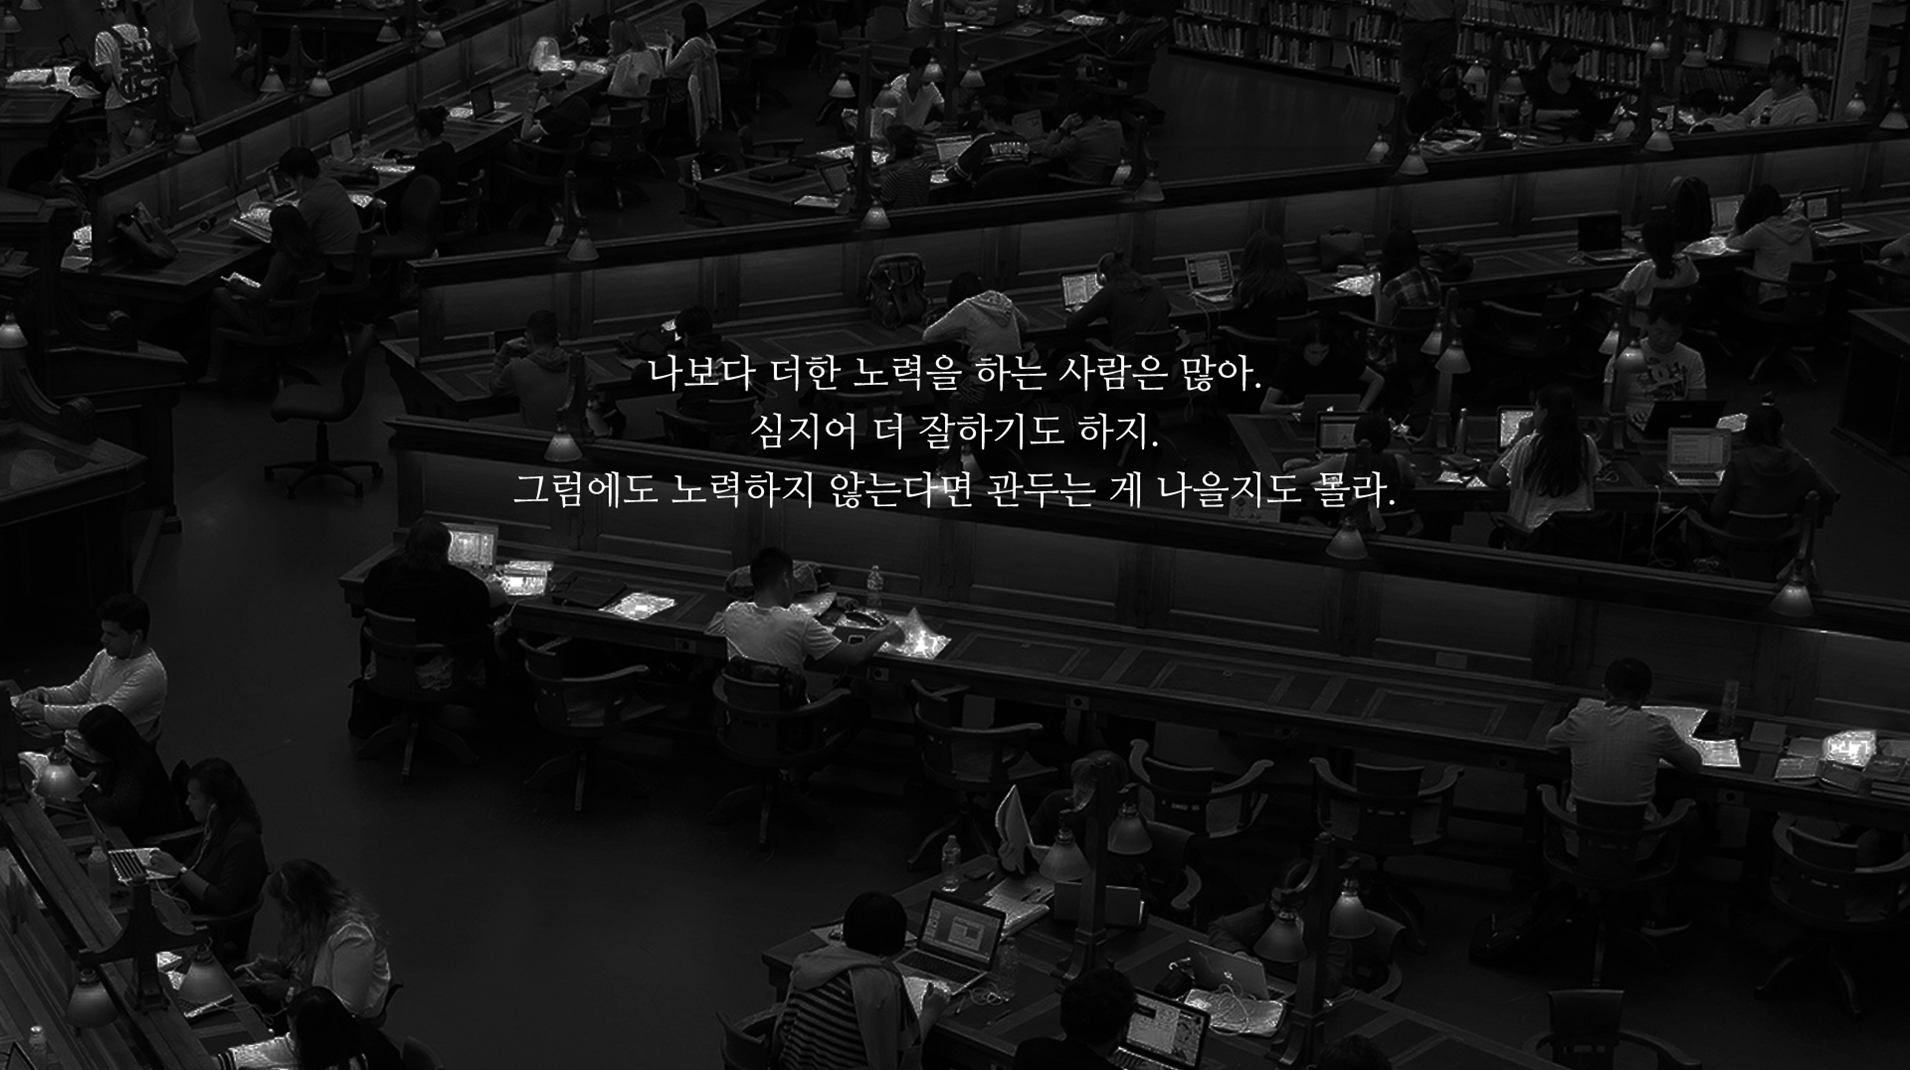 나보다 더한 노력을 하는 사람은 많아.
심지어 더 잘하기도 하지.
그럼에도 노력하지 않는다면 관두는 게 나을지도 몰라.